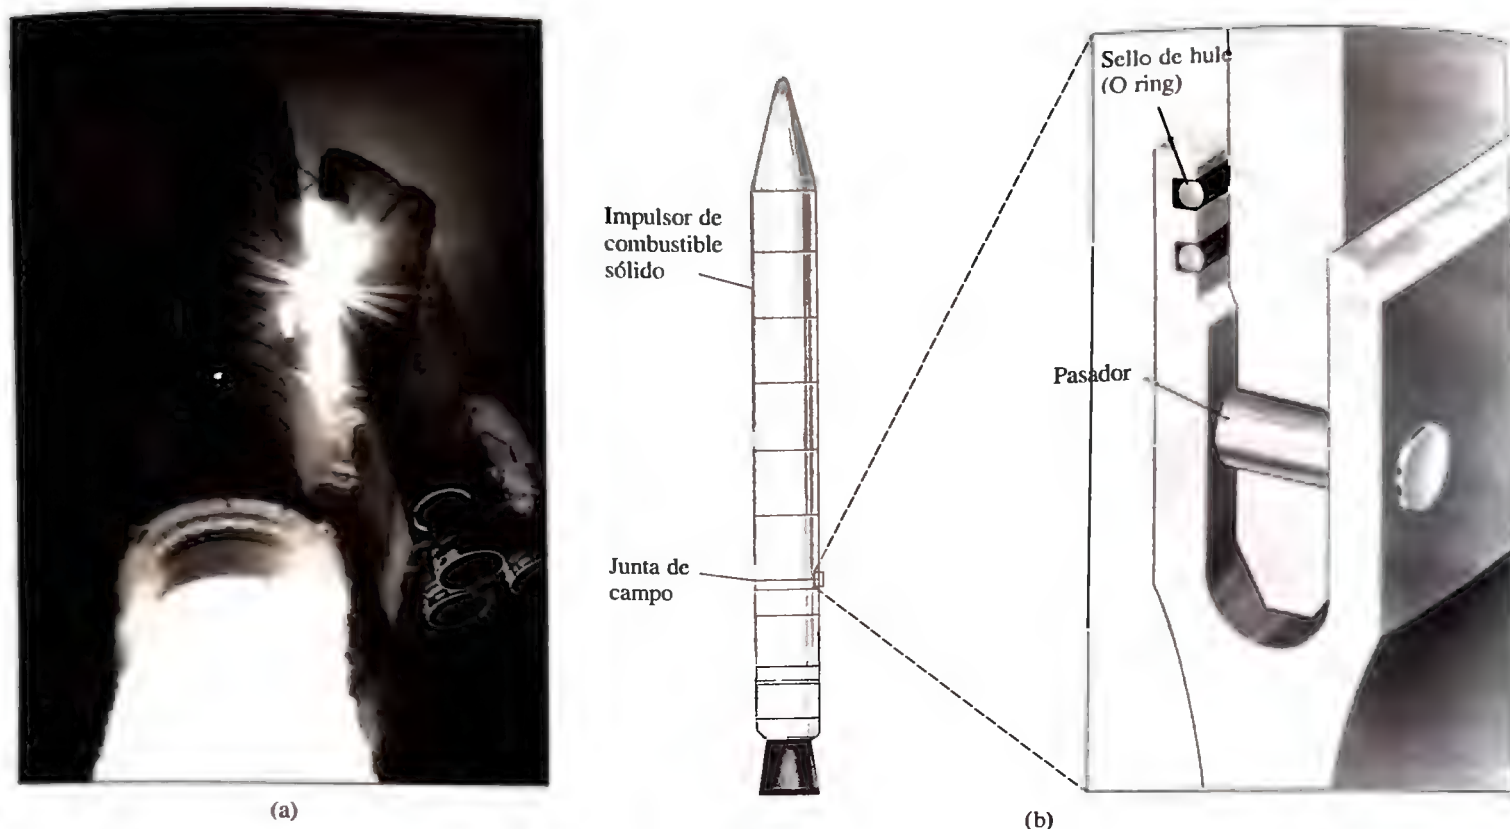 Sello de hule
(O ring)
Impulsor de
combustible
sólido
Pasador
Junta de
campo
(a)
(b)